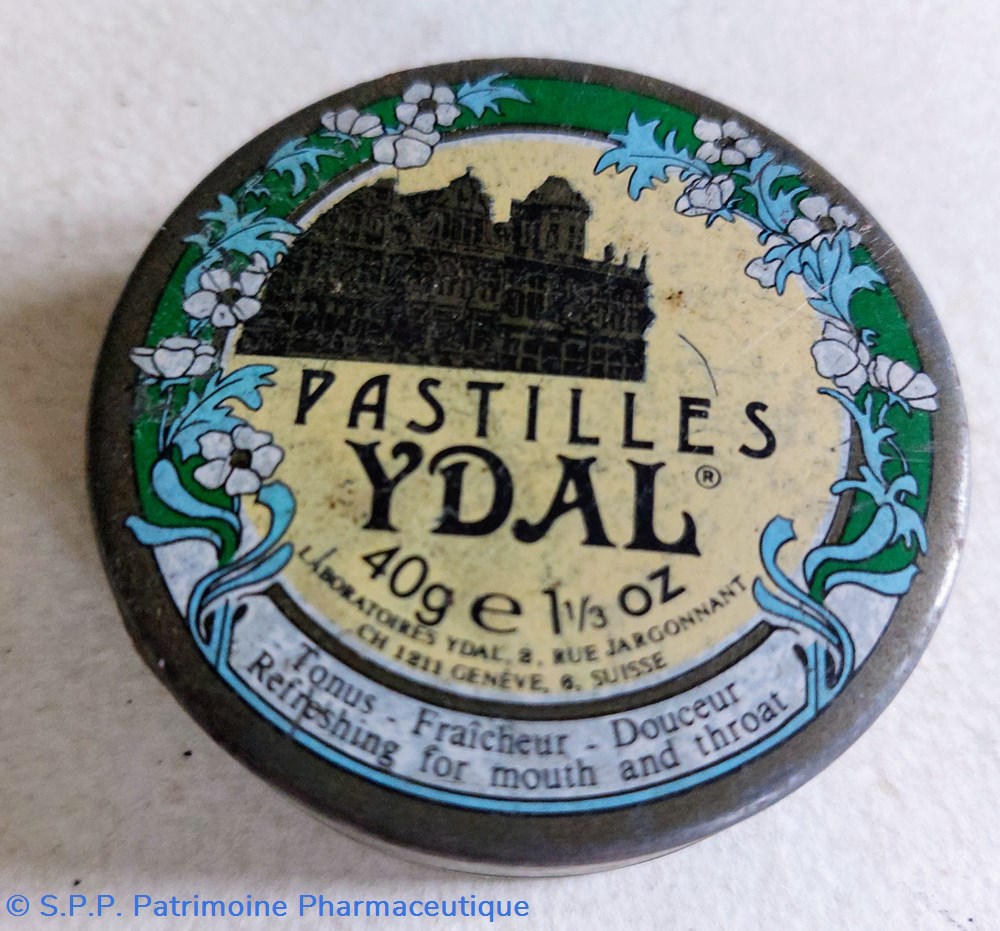 PASTILLES
YDAL®
40g e 1 1/3 oz
LABORATOIRES YDAL, 2, RUE JARGONNANT
CH 1211 GENÈVE, 6, SUISSE
Tonus - Fraîcheur - Douceur
Refreshing for mouth and throat
© S.P.P. Patrimoine Pharmaceutique